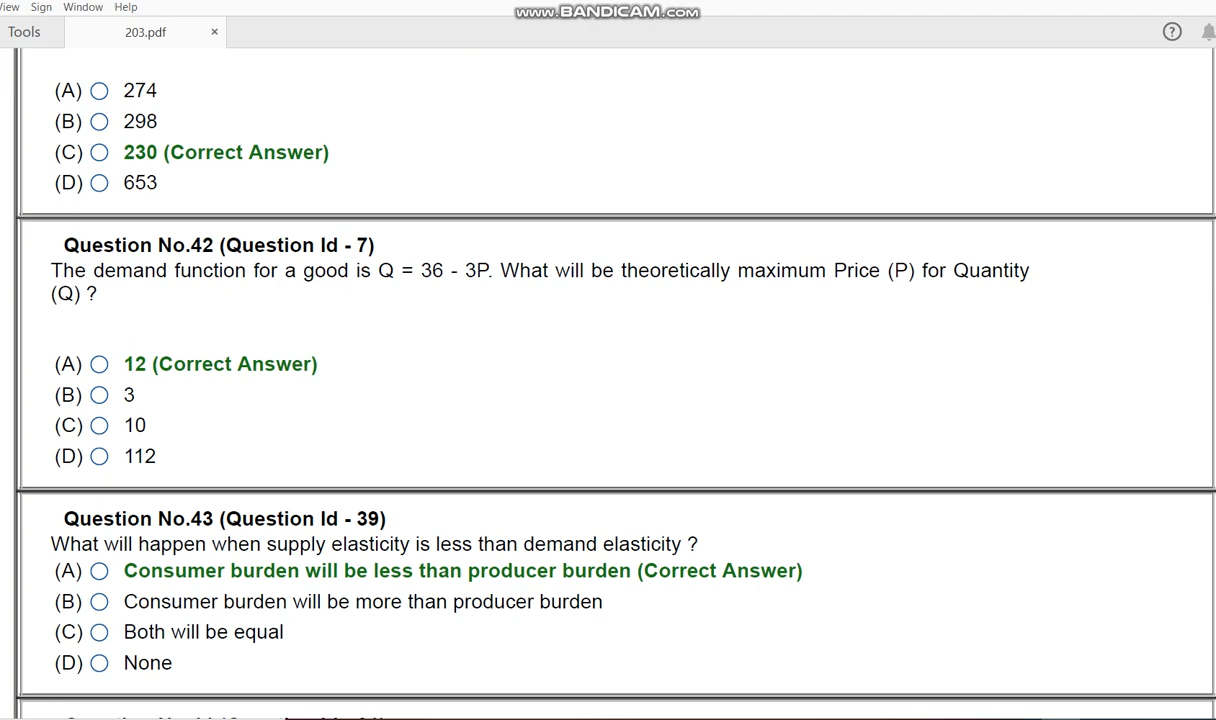 View Sign Window Help
www.BANDICAM.com
Tools 203.pdf × ?
(A) 274
(B) 298
(C) 230 (Correct Answer)
(D) 653
Question No.42 (Question Id - 7)
The demand function for a good is Q = 36 - 3P. What will be theoretically maximum Price (P) for Quantity
(Q) ?
(A) 12 (Correct Answer)
(B) 3
(C) 10
(D) 112
Question No.43 (Question Id - 39)
What will happen when supply elasticity is less than demand elasticity ?
(A) Consumer burden will be less than producer burden (Correct Answer)
(B) Consumer burden will be more than producer burden
(C) Both will be equal
(D) None